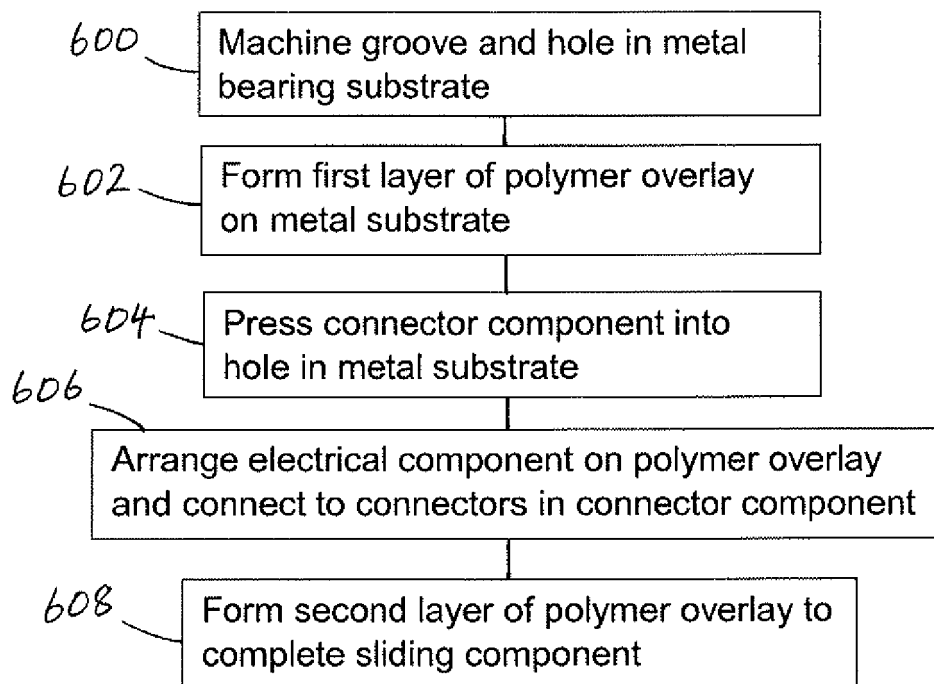 600
Machine groove and hole in metal
bearing substrate
602
Form first layer of polymer overlay
on metal substrate
604
Press connector component into
hole in metal substrate
606
Arrange electrical component on polymer overlay
and connect to connectors in connector component
608
Form second layer of polymer overlay to
complete sliding component